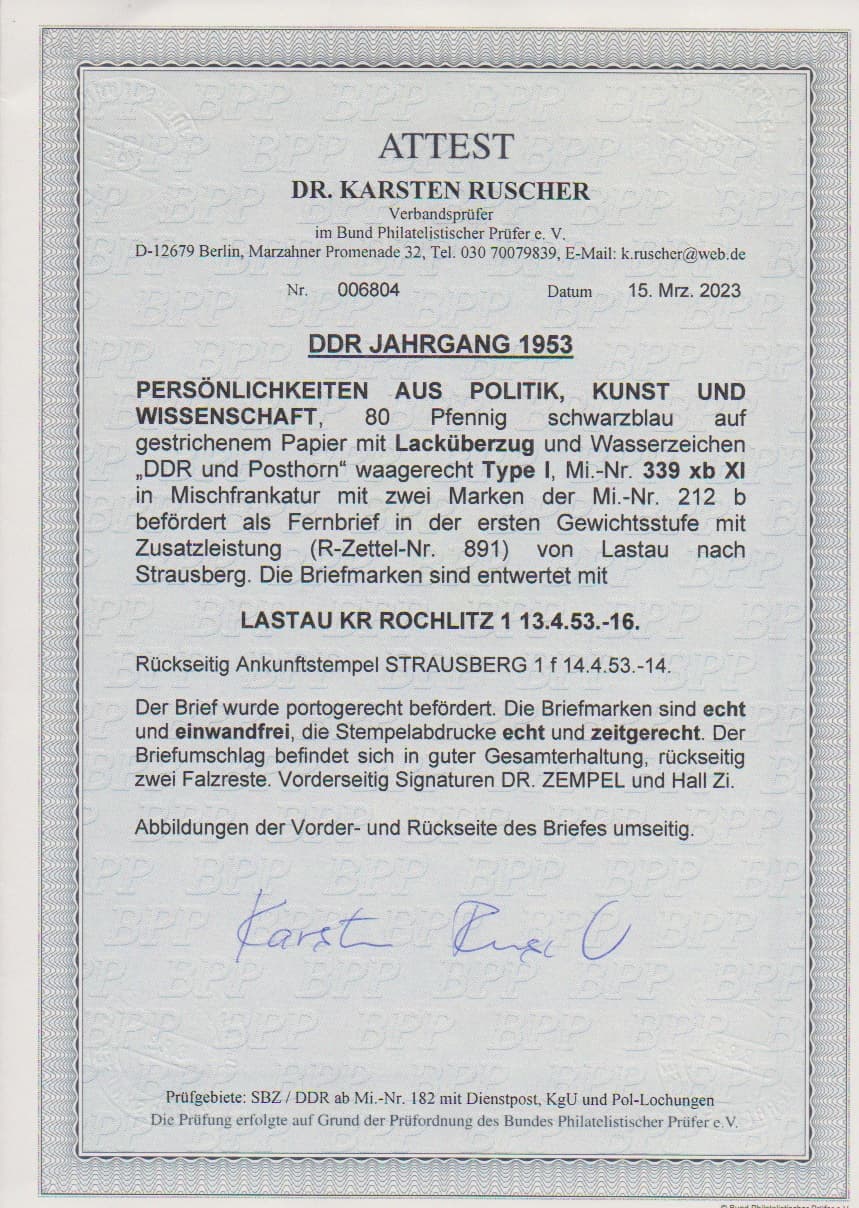 ATTEST
DR. KARSTEN RUSCHER
Verbandsprüfer
im Bund Philatelistischer Prüfer e. V.
D-12679 Berlin, Marzahner Promenade 32, Tel. 030 70079839, E-Mail: k.ruscher@web.de
Nr. 006804 Datum 15. Mrz. 2023
DDR JAHRGANG 1953
PERSÖNLICHKEITEN AUS POLITIK, KUNST UND
WISSENSCHAFT, 80 Pfennig schwarzblau auf
gestrichenem Papier mit Lacküberzug und Wasserzeichen
„DDR und Posthorn“ waagerecht Type I, Mi.-Nr. 339 xb XI
in Mischfrankatur mit zwei Marken der Mi.-Nr. 212 b
befördert als Fernbrief in der ersten Gewichtsstufe mit
Zusatzleistung (R-Zettel-Nr. 891) von Lastau nach
Strausberg. Die Briefmarken sind entwertet mit
LASTAU KR ROCHLITZ 1 13.4.53.-16.
Rückseitig Ankunftstempel STRAUSBERG 1 f 14.4.53.-14.
Der Brief wurde portogerecht befördert. Die Briefmarken sind echt
und einwandfrei, die Stempelabdrucke echt und zeitgerecht. Der
Briefumschlag befindet sich in guter Gesamterhaltung, rückseitig
zwei Falzreste. Vorderseitig Signaturen DR. ZEMPEL und Hall Zi.
Abbildungen der Vorder- und Rückseite des Briefes umseitig.
Karsten Rusc
Prüfgebiete: SBZ / DDR ab Mi.-Nr. 182 mit Dienstpost, KgU und Pol-Lochungen
Die Prüfung erfolgte auf Grund der Prüfordnung des Bundes Philatelistischer Prüfer e.V.